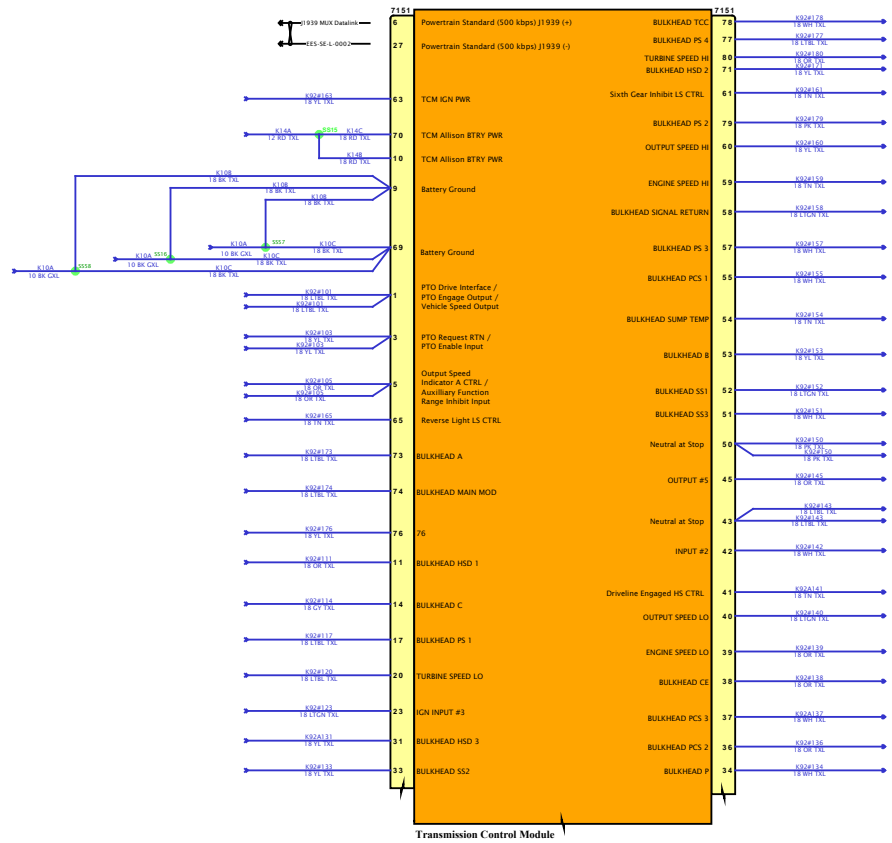 7151
7151
J1939 MUX Datalink
EES-SE-L-0002
6 Powertrain Standard (500 kbps) J1939 (+)
27 Powertrain Standard (500 kbps) J1939 (-)
K92#163
18 YL TXL
63 TCM IGN PWR
K14A
12 RD TXL
SS15
K14C
18 RD TXL
70 TCM Allison BTRY PWR
K14B
18 RD TXL
10 TCM Allison BTRY PWR
K10B
18 BK TXL
K10B
18 BK TXL
K10B
18 BK TXL
9 Battery Ground
K10A
10 BK GXL
SS57
K10C
18 BK TXL
K10A
10 BK GXL
SS16
K10C
18 BK TXL
K10A
10 BK GXL
SS58
K10C
18 BK TXL
69 Battery Ground
K92#101
18 LTBL TXL
K92#101
18 LTBL TXL
1 PTO Drive Interface /
PTO Engage Output /
Vehicle Speed Output
K92#103
18 YL TXL
K92#103
18 YL TXL
3 PTO Request RTN /
PTO Enable Input
K92#105
18 OR TXL
K92#105
18 OR TXL
5 Output Speed
Indicator A CTRL /
Auxilliary Function
Range Inhibit Input
K92#165
18 TN TXL
65 Reverse Light LS CTRL
K92#173
18 LTBL TXL
73 BULKHEAD A
K92#174
18 LTBL TXL
74 BULKHEAD MAIN MOD
K92#176
18 YL TXL
76 76
K92#111
18 OR TXL
11 BULKHEAD HSD 1
K92#114
18 GY TXL
14 BULKHEAD C
K92#117
18 LTBL TXL
17 BULKHEAD PS 1
K92#120
18 LTBL TXL
20 TURBINE SPEED LO
K92#123
18 LTGN TXL
23 IGN INPUT #3
K92A131
18 YL TXL
31 BULKHEAD HSD 3
K92#133
18 YL TXL
33 BULKHEAD SS2
BULKHEAD TCC 78
K92#178
18 WH TXL
BULKHEAD PS 4 77
K92#177
18 LTBL TXL
TURBINE SPEED HI 80
K92#180
18 OR TXL
BULKHEAD HSD 2 71
K92#171
18 YL TXL
Sixth Gear Inhibit LS CTRL 61
K92#161
18 TN TXL
BULKHEAD PS 2 79
K92#179
18 PK TXL
OUTPUT SPEED HI 60
K92#160
18 YL TXL
ENGINE SPEED HI 59
K92#159
18 TN TXL
BULKHEAD SIGNAL RETURN 58
K92#158
18 LTGN TXL
BULKHEAD PS 3 57
K92#157
18 WH TXL
BULKHEAD PCS 1 55
K92#155
18 WH TXL
BULKHEAD SUMP TEMP 54
K92#154
18 TN TXL
BULKHEAD B 53
K92#153
18 YL TXL
BULKHEAD SS1 52
K92#152
18 LTGN TXL
BULKHEAD SS3 51
K92#151
18 WH TXL
Neutral at Stop 50
K92#150
18 PK TXL
K92#150
18 PK TXL
OUTPUT #5 45
K92#145
18 OR TXL
K92#143
18 LTBL TXL
Neutral at Stop 43
K92#143
18 LTBL TXL
INPUT #2 42
K92#142
18 WH TXL
Driveline Engaged HS CTRL 41
K92A141
18 TN TXL
OUTPUT SPEED LO 40
K92#140
18 LTGN TXL
ENGINE SPEED LO 39
K92#139
18 OR TXL
BULKHEAD CE 38
K92#138
18 OR TXL
BULKHEAD PCS 3 37
K92A137
18 WH TXL
BULKHEAD PCS 2 36
K92#136
18 OR TXL
BULKHEAD P 34
K92#134
18 WH TXL
Transmission Control Module